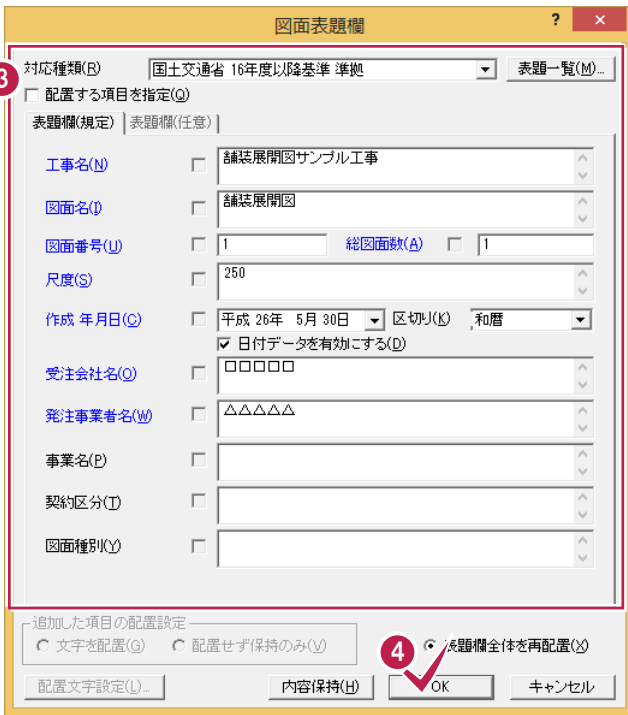 図面表題欄
? ×
3
対応種類(R) 国土交通省 16年度以降基準 準拠 表題一覧(M)...
配置する項目を指定(Q)
表題欄(規定) 表題欄(任意)
工事名(N) 舗装展開図サンプル工事
図面名(I) 舗装展開図
図面番号(U) 1 総図面数(A) 1
尺度(S) 250
作成 年月日(C) 平成 26年 5月 30日 区切り(K) 和暦
日付データを有効にする(D)
受注会社名(O) □□□□□
発注事業者名(W) △△△△△
事業名(P)
契約区分(T)
図面種別(Y)
追加した項目の配置設定
文字を配置(G) 配置せず保持のみ(V) 4 表題欄全体を再配置(X)
配置文字設定(L)... 内容保持(H) OK キャンセル